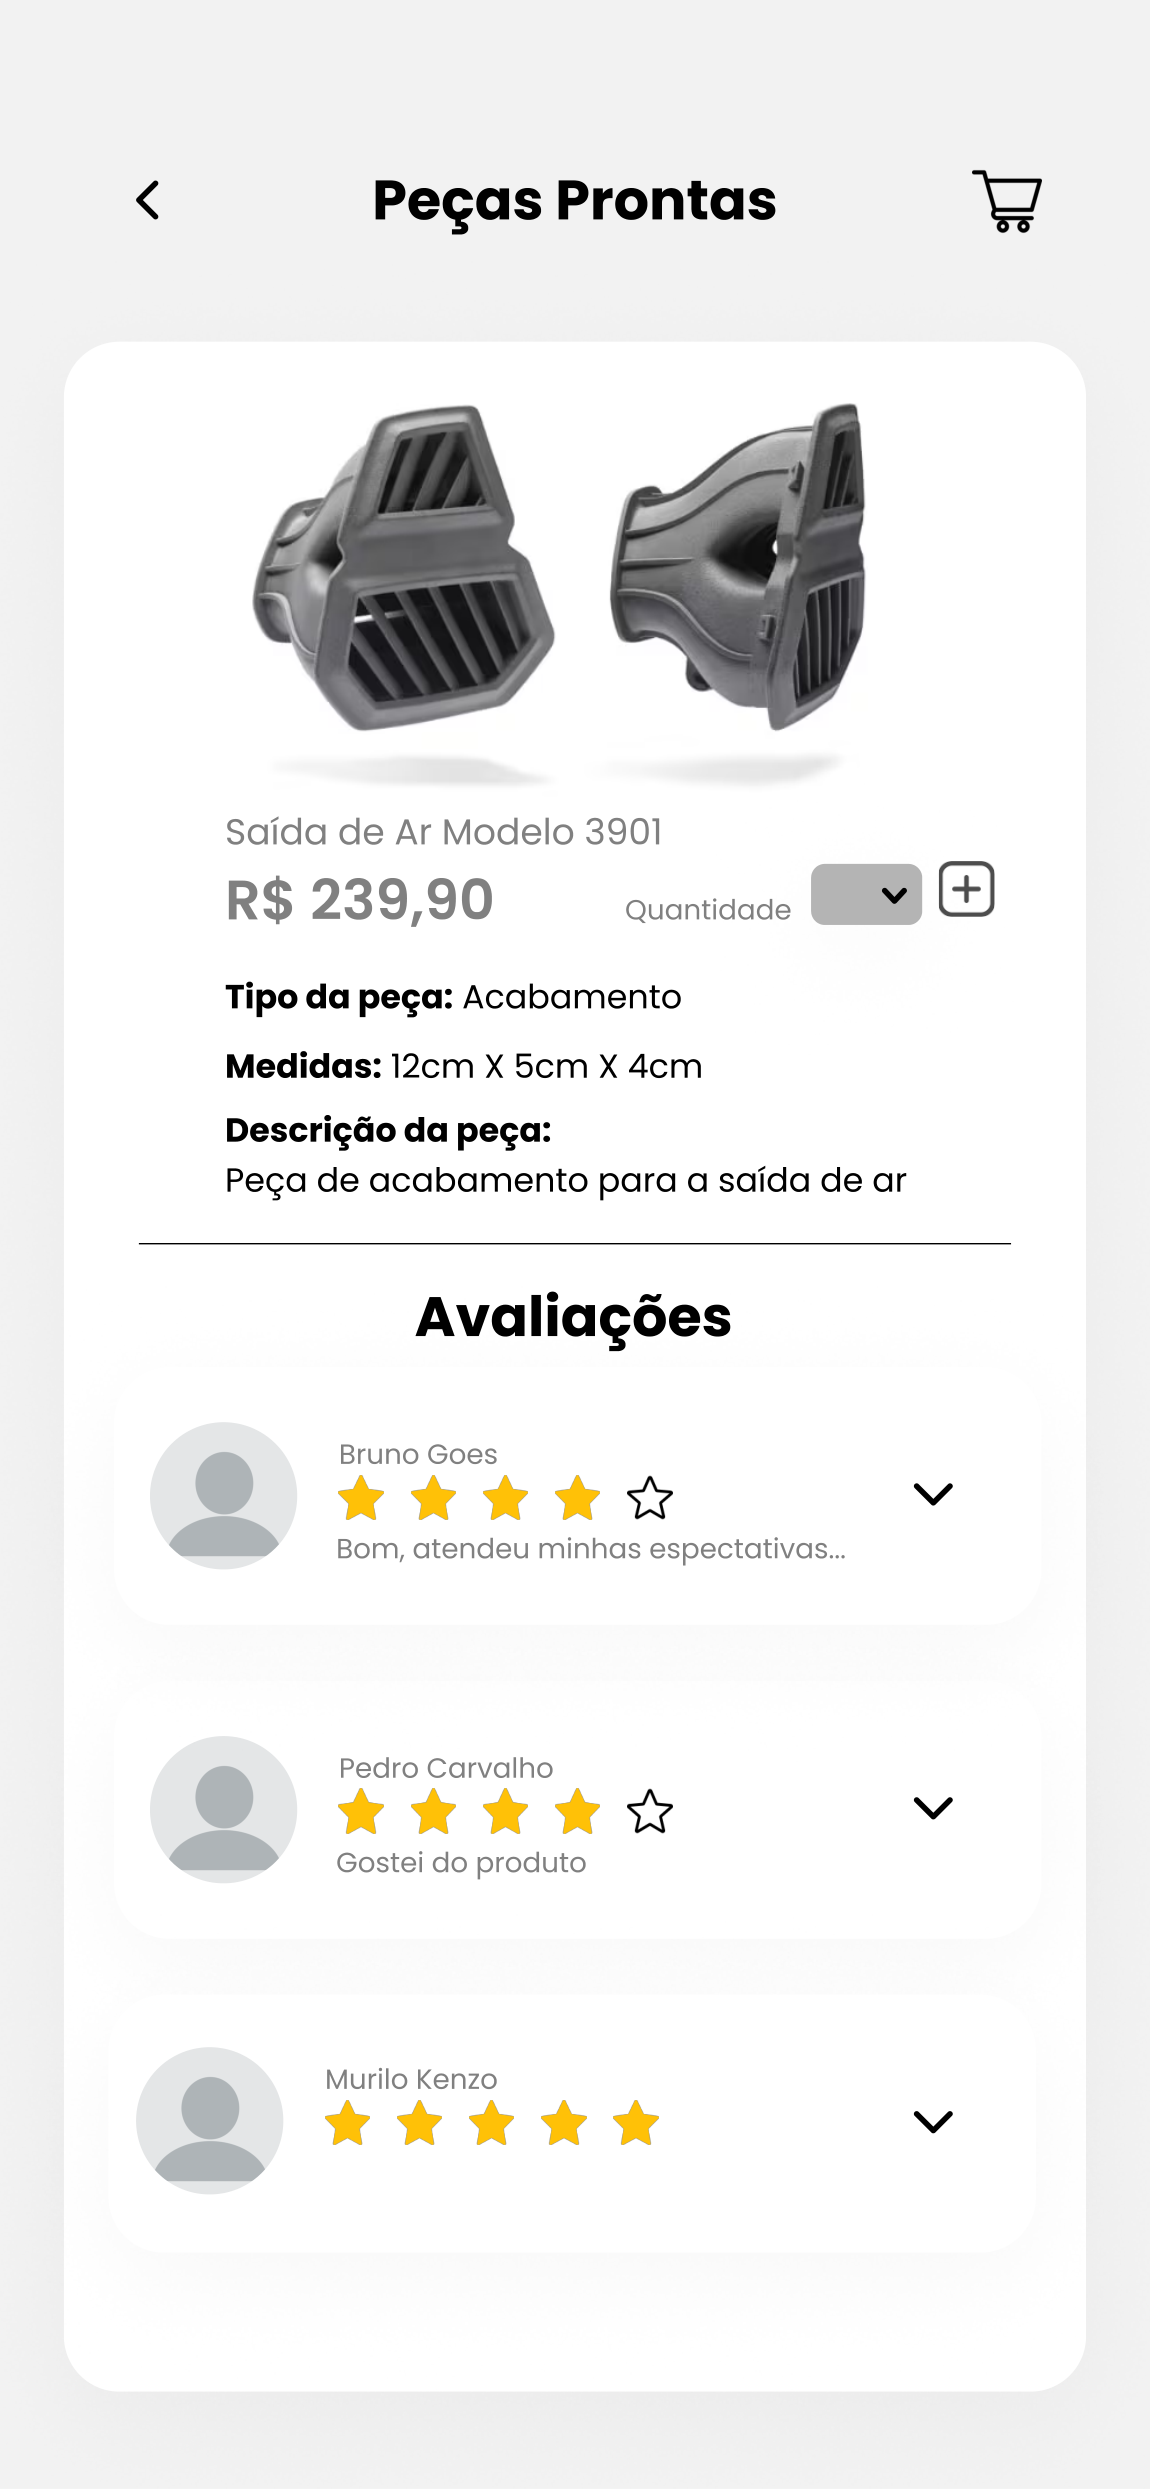 Peças Prontas
Saída de Ar Modelo 3901
R$ 239,90
Quantidade
Tipo da peça: Acabamento
Medidas: 12cm X 5cm X 4cm
Descrição da peça:
Peça de acabamento para a saída de ar
Avaliações
Bruno Goes
Bom, atendeu minhas espectativas...
Pedro Carvalho
Gostei do produto
Murilo Kenzo